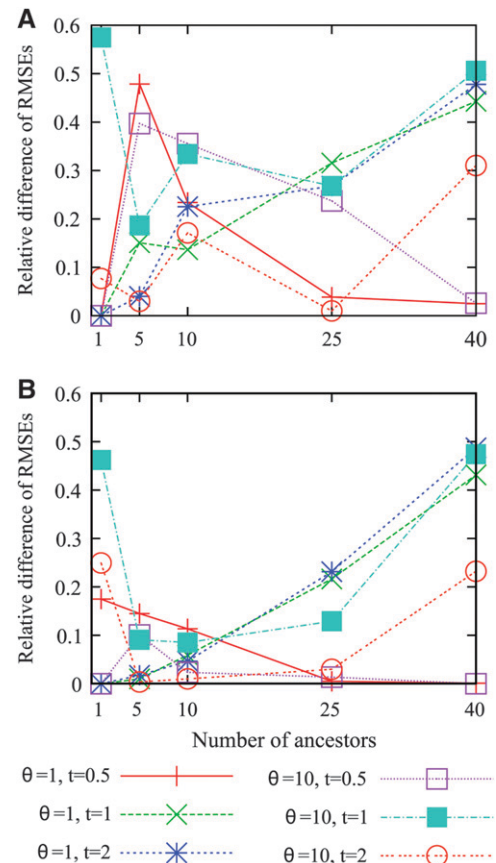 A
Relative difference of RMSEs
0.6
0.5
0.4
0.3
0.2
0.1
0
1 5 10 25 40
B
Relative difference of RMSEs
0.6
0.5
0.4
0.3
0.2
0.1
0
1 5 10 25 40
Number of ancestors
θ=1, t=0.5
θ=1, t=1
θ=1, t=2
θ=10, t=0.5
θ=10, t=1
θ=10, t=2